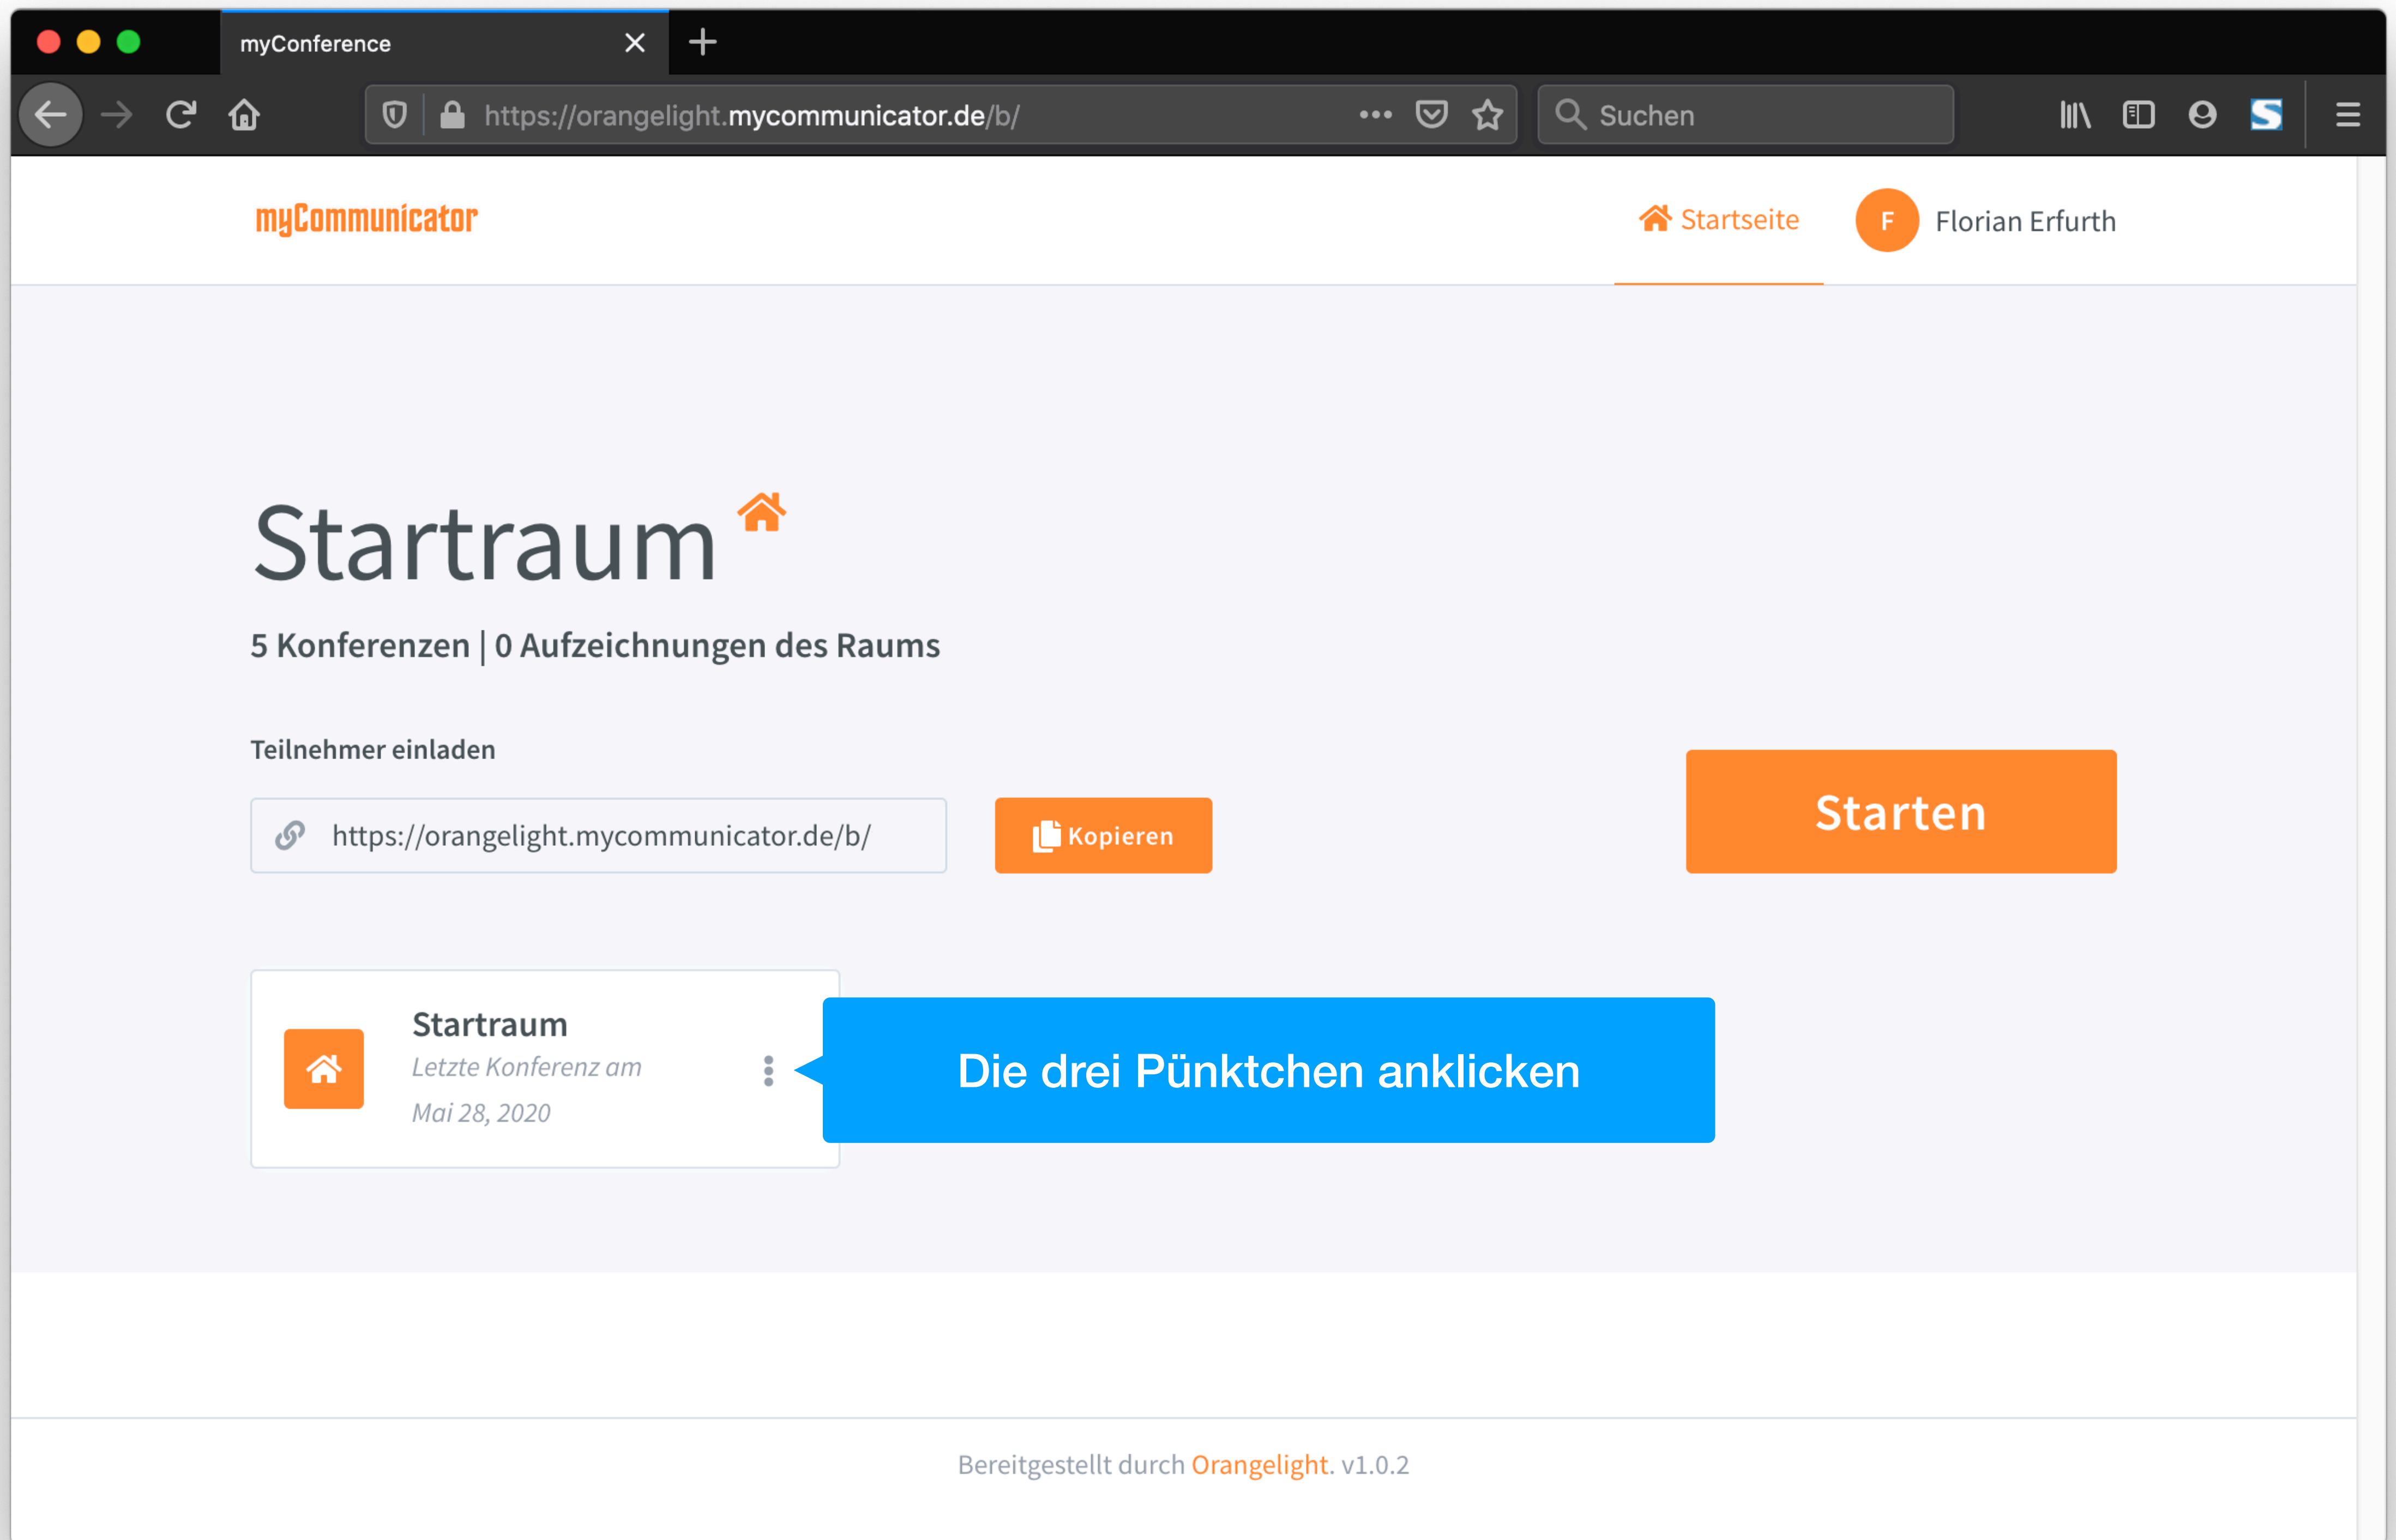 myConference
https://orangelight.mycommunicator.de/b/
Suchen
myCommunicator
Startseite
F
Florian Erfurth
Startraum
5 Konferenzen | 0 Aufzeichnungen des Raums
Teilnehmer einladen
https://orangelight.mycommunicator.de/b/
Kopieren
Starten
Startraum
Letzte Konferenz am
Mai 28, 2020
Die drei Pünktchen anklicken
Bereitgestellt durch Orangelight. v1.0.2